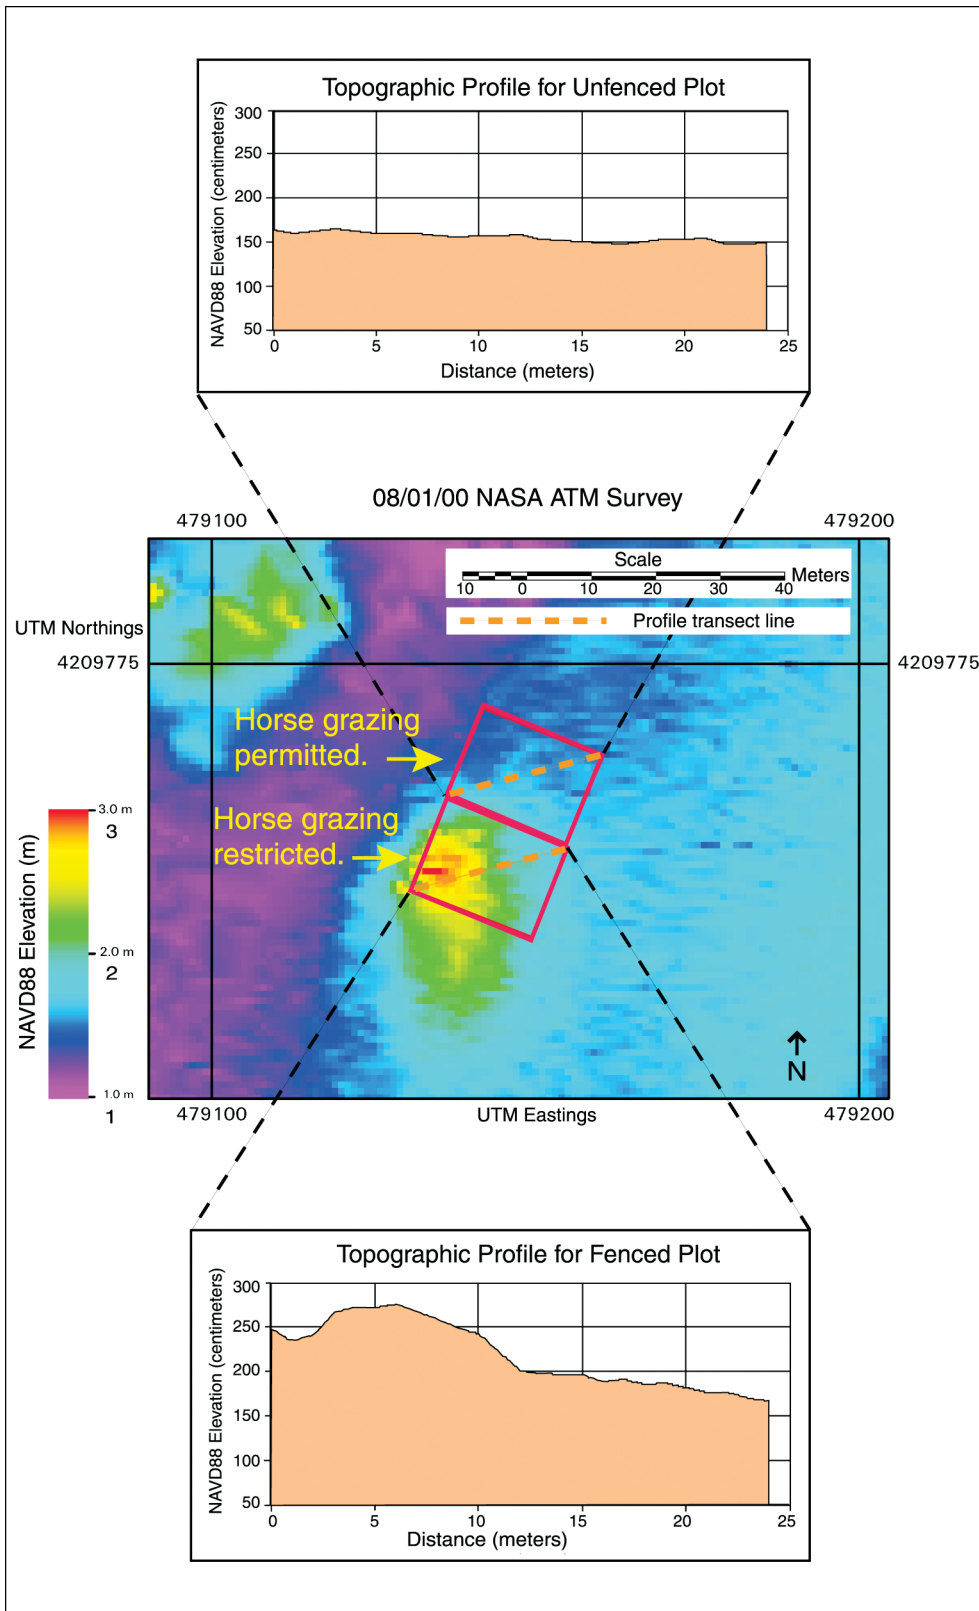 Topographic Profile for Unfenced Plot
NAVD88 Elevation (centimeters)
300
250
200
150
100
50
0 5 10 15 20 25
Distance (meters)
08/01/00 NASA ATM Survey
479100 479200
Scale
Meters
10 0 10 20 30 40
Profile transect line
UTM Northings
4209775 4209775
Horse grazing
permitted.
Horse grazing
restricted.
NAVD88 Elevation (m)
3.0 m
3
2.0 m
2
1.0 m
1
N
479100 UTM Eastings 479200
Topographic Profile for Fenced Plot
NAVD88 Elevation (centimeters)
300
250
200
150
100
50
0 5 10 15 20 25
Distance (meters)